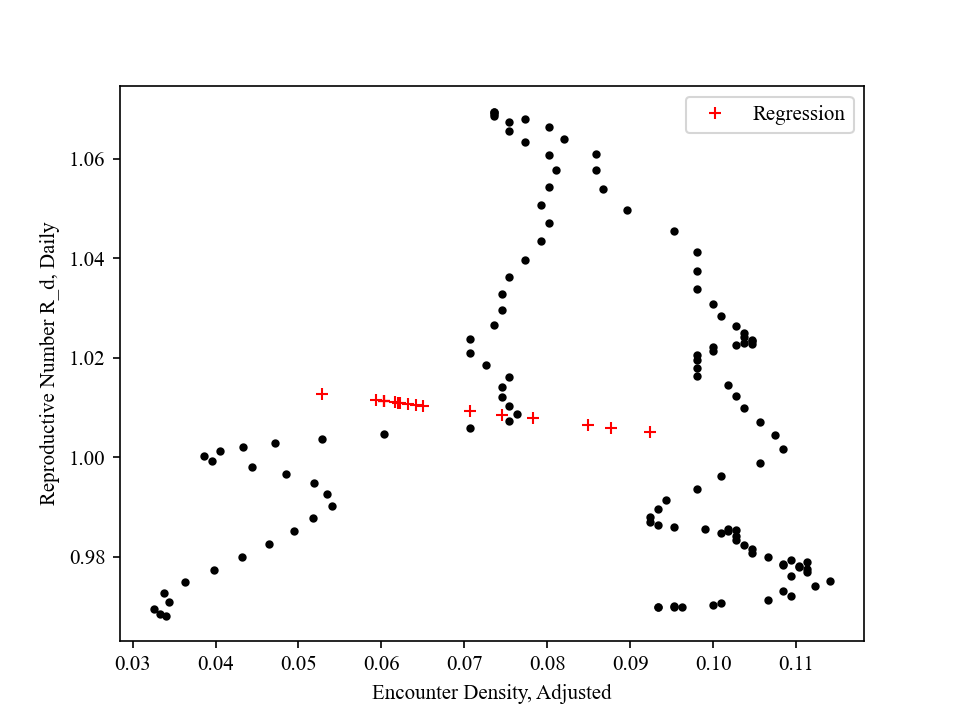 Regression
1.06
1.04
1.02
1.00
0.98
Reproductive Number R_d, Daily
0.03 0.04 0.05 0.06 0.07 0.08 0.09 0.10 0.11
Encounter Density, Adjusted